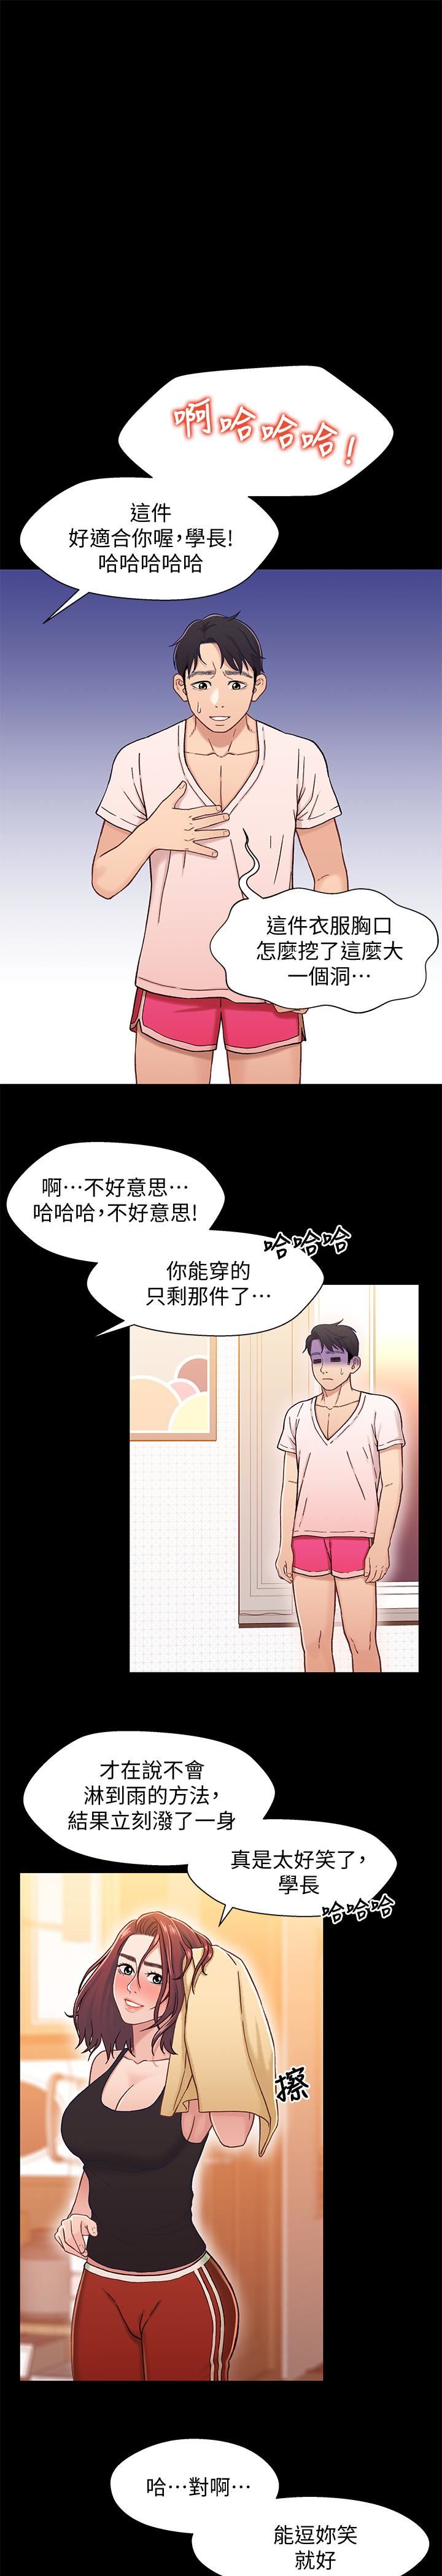 啊哈哈哈!
這件
好適合你喔,學長!
哈哈哈哈哈
這件衣服胸口
怎麼挖了這麼大
一個洞…
啊…不好意思…
哈哈哈,不好意思!
哈哈哈
你能穿的
只剩那件了…
才在說不會
淋到雨的方法,
結果立刻潑了一身
真是太好笑了,
學長
哈哈哈
擦
哈…對啊…
能逗妳笑
就好